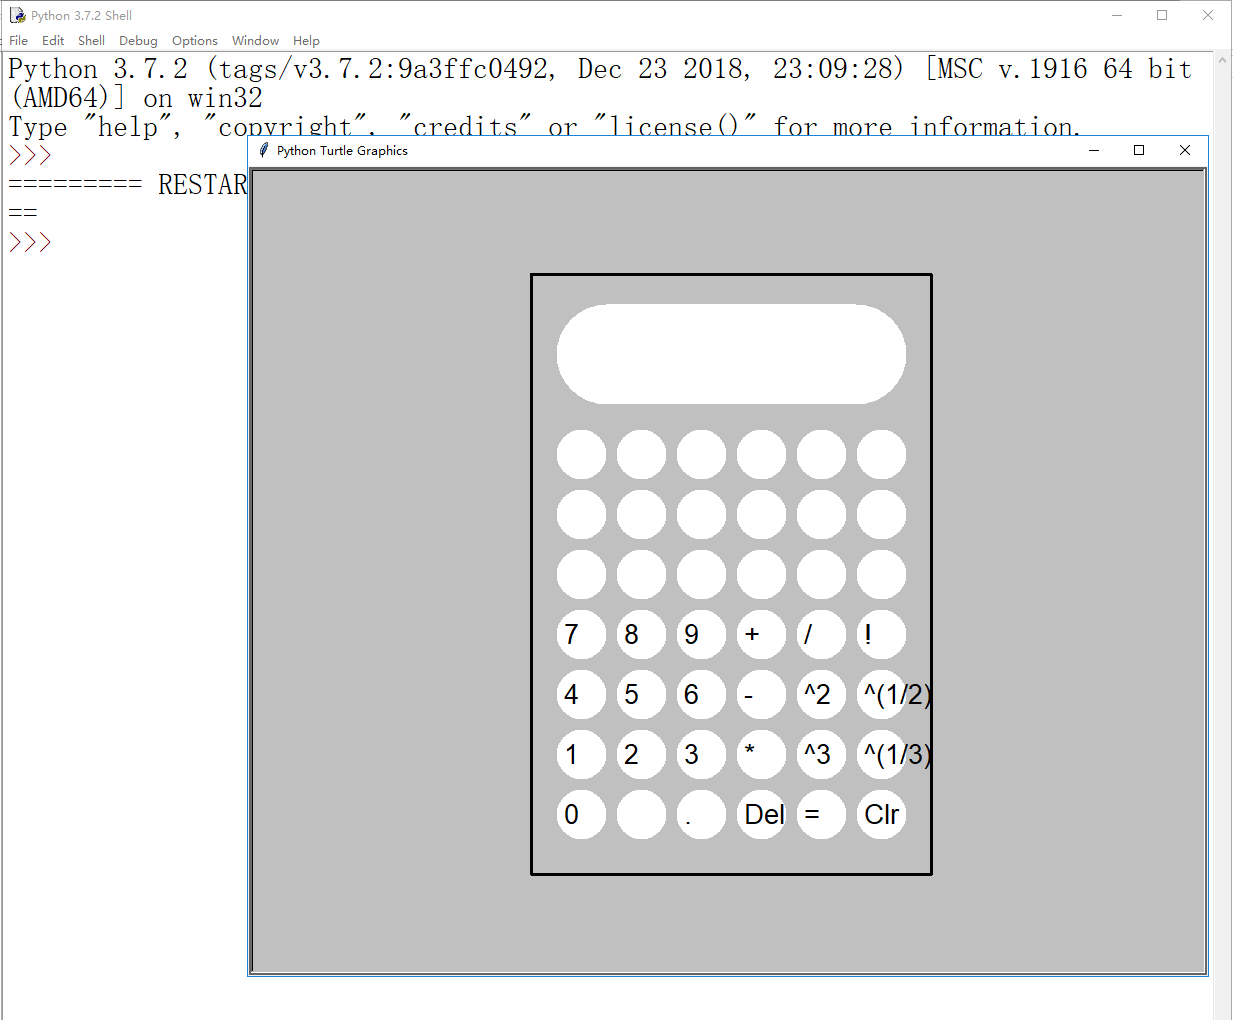 Python 3.7.2 Shell
File Edit Shell Debug Options Window Help
Python 3.7.2 (tags/v3.7.2:9a3ffc0492, Dec 23 2018, 23:09:28) [MSC v.1916 64 bit
(AMD64)] on win32
Type "help", "copyright", "credits" or "license()" for more information.
>>>
========= RESTAR
==
>>>
Python Turtle Graphics
7 8 9 + / !
4 5 6 - ^2 ^(1/2)
1 2 3 * ^3 ^(1/3)
0 . Del = Clr